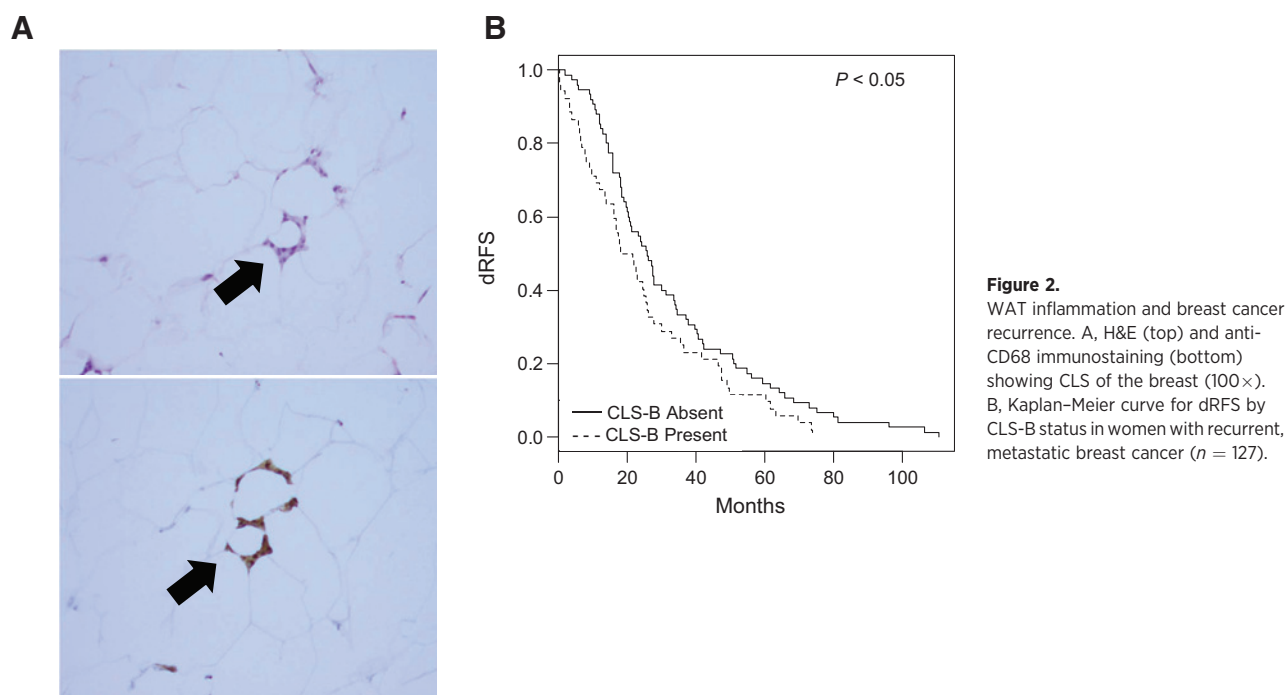 A
B
1.0
0.8
0.6
0.4
0.2
0.0
dRFS
P < 0.05
CLS-B Absent
CLS-B Present
0 20 40 60 80 100
Months
Figure 2.
WAT inflammation and breast cancer
recurrence. A, H&E (top) and anti-
CD68 immunostaining (bottom)
showing CLS of the breast (100×).
B, Kaplan–Meier curve for dRFS by
CLS-B status in women with recurrent,
metastatic breast cancer (n = 127).